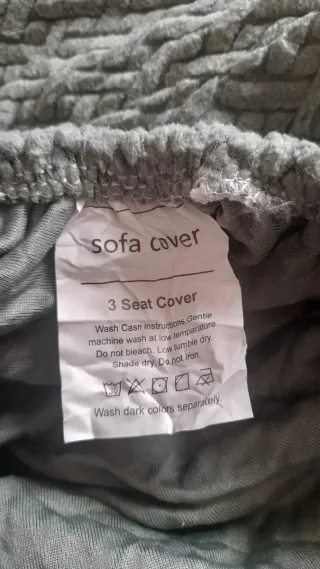 sofa cover
3 Seat Cover
Wash Casn instructions.Gentle
machine wash at low temparature.
Do not bleach. Low tumble dry.
Shade dry. Do not iron.
Wash dark colors separately.